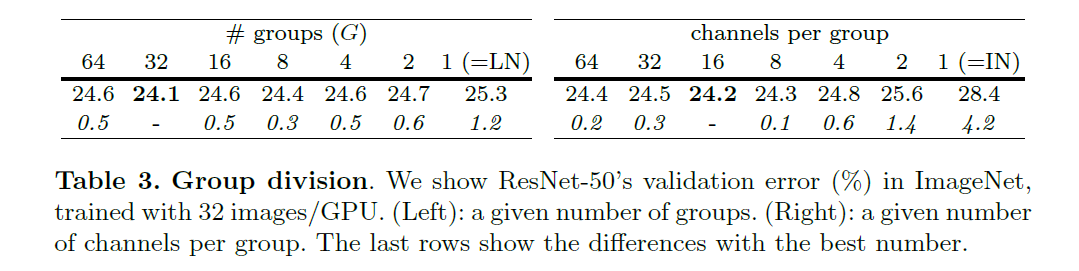 # groups (G) channels per group
64 32 16 8 4 2 1 (=LN) 64 32 16 8 4 2 1 (=IN)
24.6 24.1 24.6 24.4 24.6 24.7 25.3 24.4 24.5 24.2 24.3 24.8 25.6 28.4
0.5 - 0.5 0.3 0.5 0.6 1.2 0.2 0.3 - 0.1 0.6 1.4 4.2
Table 3. Group division. We show ResNet-50's validation error (%) in ImageNet,
trained with 32 images/GPU. (Left): a given number of groups. (Right): a given number
of channels per group. The last rows show the differences with the best number.